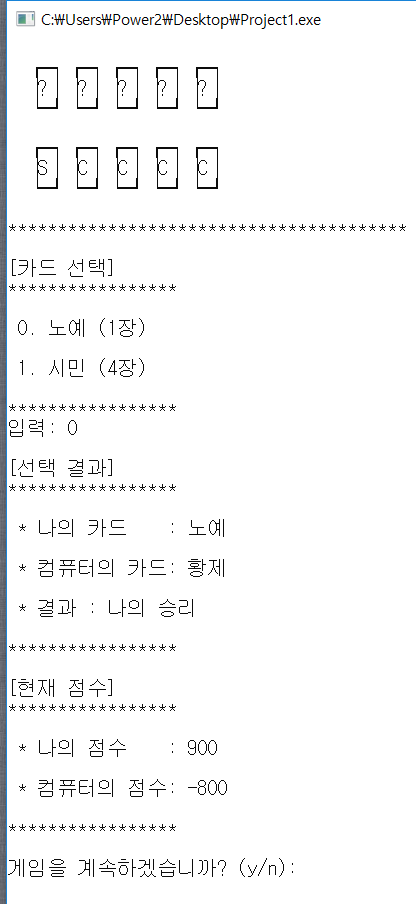 C:₩Users₩Power2₩Desktop₩Project1.exe
? ? ? ? ?
S C C C C
****************************************
[카드 선택]
*****************
0. 노예 (1장)
1. 시민 (4장)
*****************
입력: 0
[선택 결과]
*****************
* 나의 카드    : 노예
* 컴퓨터의 카드: 황제
* 결과 : 나의 승리
*****************
[현재 점수]
*****************
* 나의 점수    : 900
* 컴퓨터의 점수: -800
*****************
게임을 계속하겠습니까? (y/n):